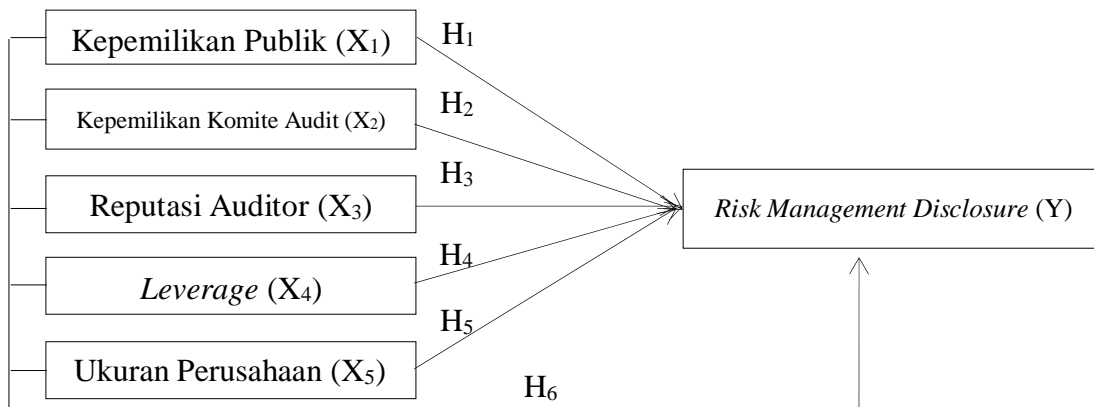 Kepemilikan Publik (X₁)
H₁
Kepemilikan Komite Audit (X₂)
H₂
Reputasi Auditor (X₃)
H₃
Risk Management Disclosure (Y)
Leverage (X₄)
H₄
Ukuran Perusahaan (X₅)
H₅
H₆